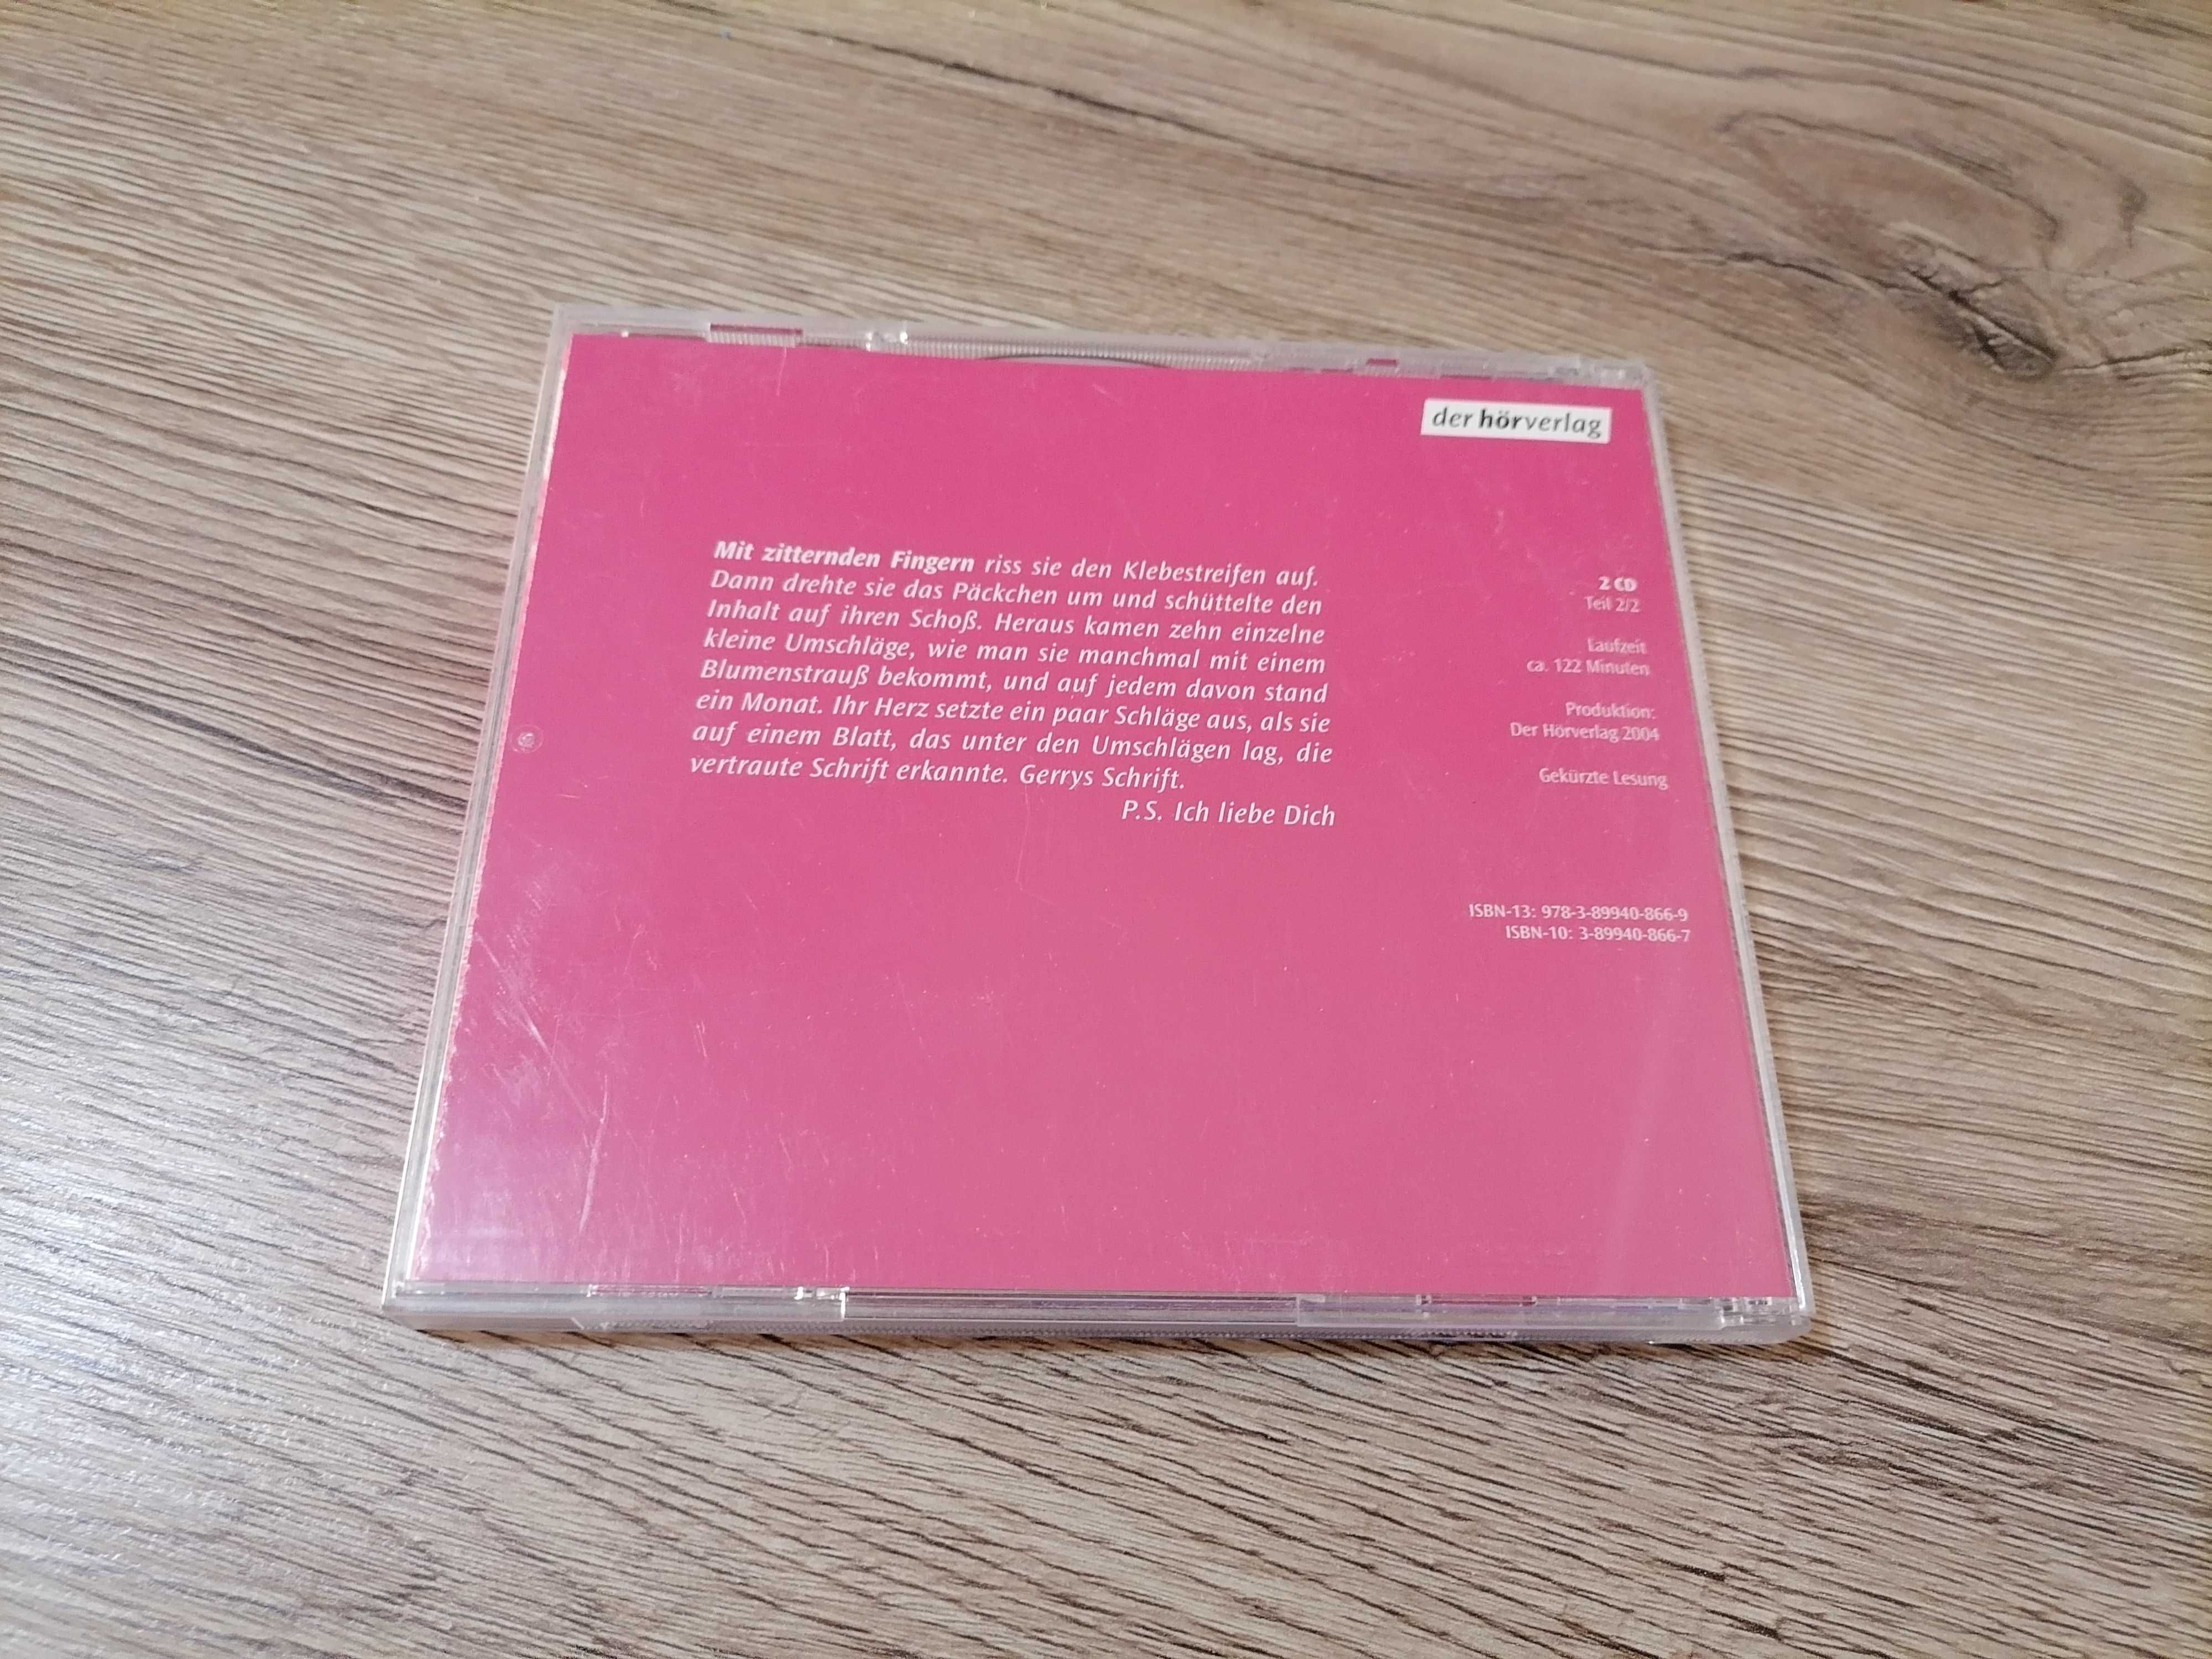 der hörverlag
Mit zitternden Fingern riss sie den Klebestreifen auf.
Dann drehte sie das Päckchen um und schüttelte den
Inhalt auf ihren Schoß. Heraus kamen zehn einzelne
kleine Umschläge, wie man sie manchmal mit einem
Blumenstrauß bekommt, und auf jedem davon stand
ein Monat. Ihr Herz setzte ein paar Schläge aus, als sie
auf einem Blatt, das unter den Umschlägen lag, die
vertraute Schrift erkannte. Gerrys Schrift.
P.S. Ich liebe Dich
2 CD
Teil 2/2
Laufzeit
ca. 122 Minuten
Produktion:
Der Hörverlag 2004
Gekürzte Lesung
ISBN-13: 978-3-89940-866-9
ISBN-10: 3-89940-866-7